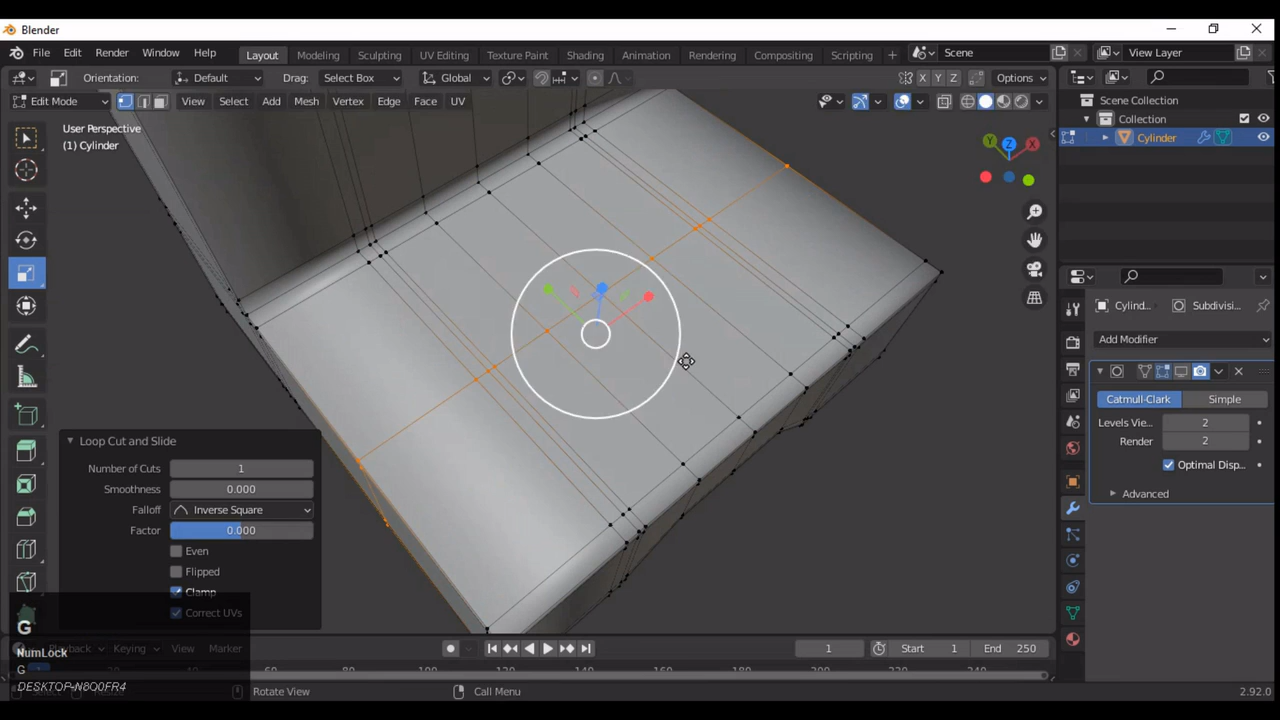 Blender
File Edit Render Window Help Layout Modeling Sculpting UV Editing Texture Paint Shading Animation Rendering Compositing Scripting + Scene View Layer
Orientation: Default Drag: Select Box Global X Y Z Options
Edit Mode View Select Add Mesh Vertex Edge Face UV
User Perspective
(1) Cylinder
Y Z X
Scene Collection
Collection
Cylinder
Cylind... Subdivisi...
Add Modifier
Catmull-Clark Simple
Levels Vie... 2
Render 2
Optimal Disp...
Advanced
Loop Cut and Slide
Number of Cuts 1
Smoothness 0.000
Falloff Inverse Square
Factor 0.000
Even
Flipped
Clamp
Correct UVs
G
NumLock
G
DESKTOP-N8Q0FR4
Playback Keying View Marker 1 Start 1 End 250
Rotate View Call Menu 2.92.0